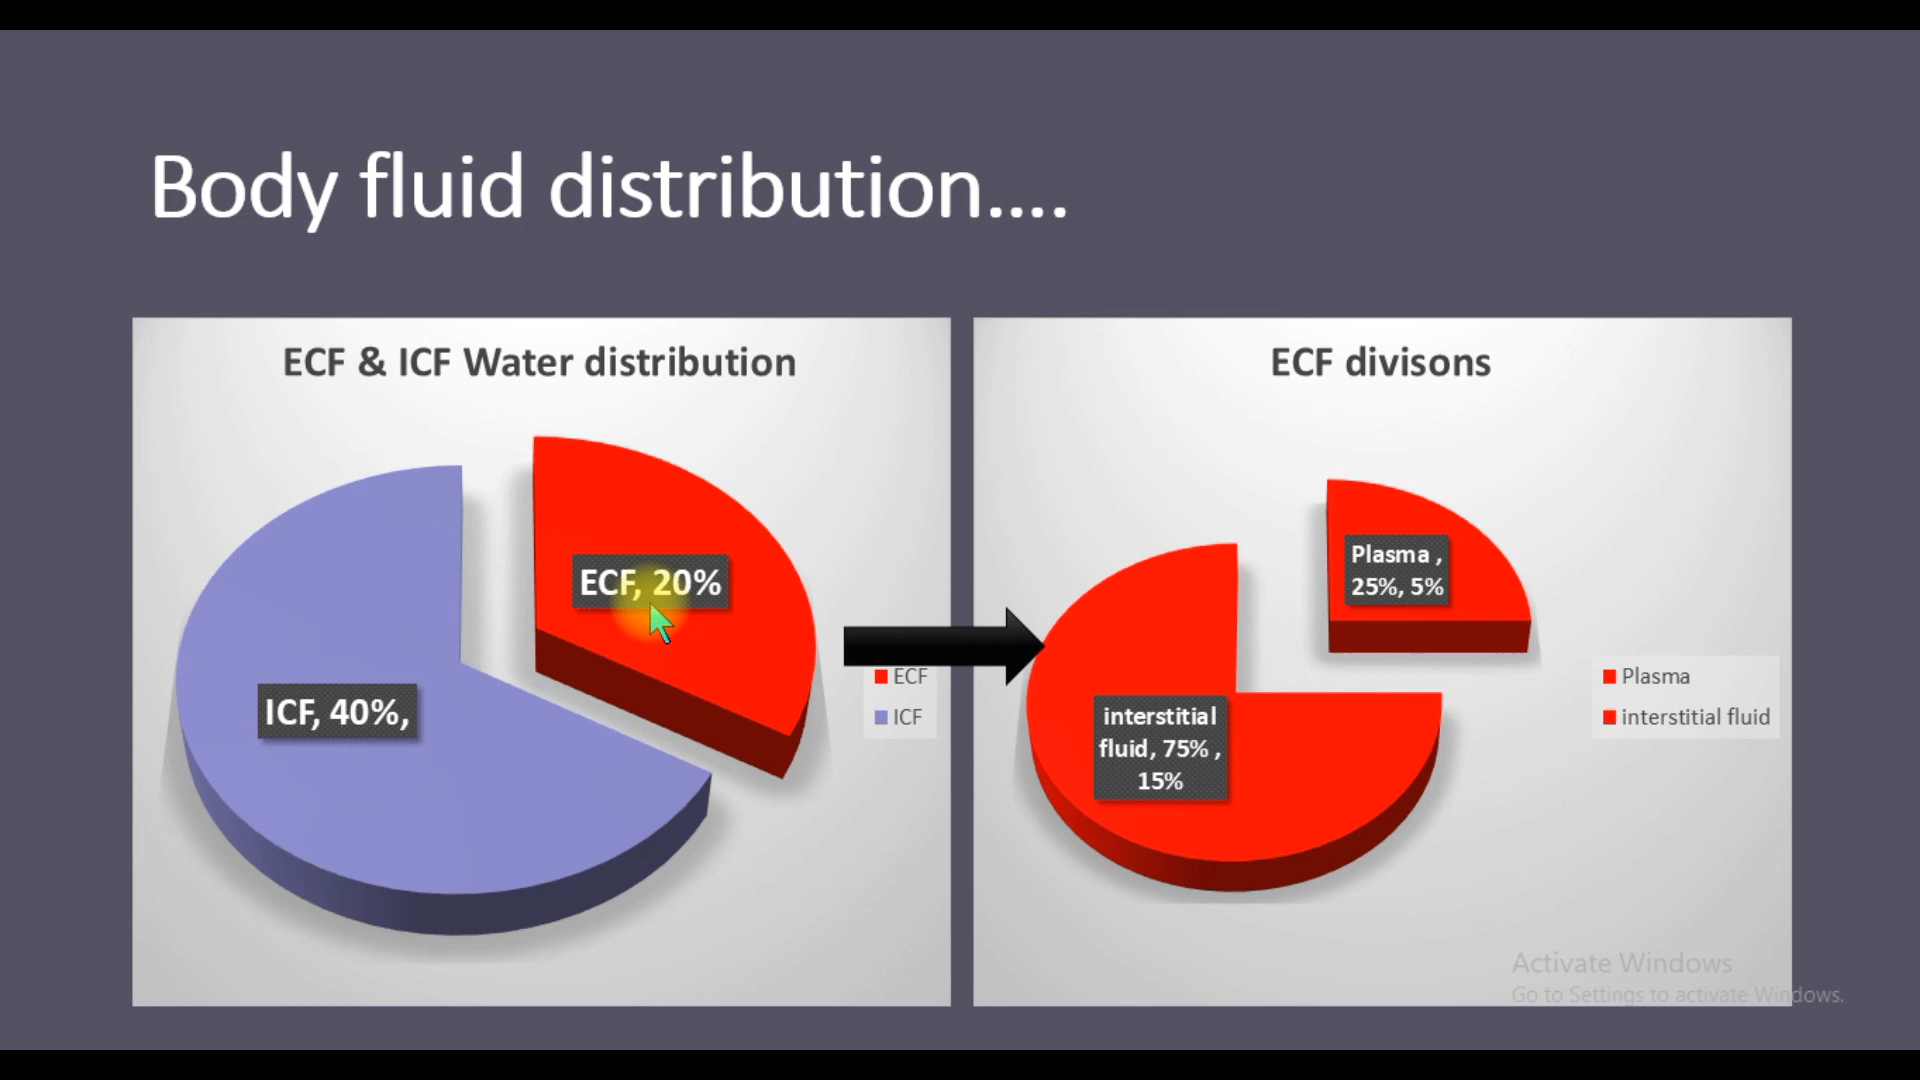 Body fluid distribution....
ECF & ICF Water distribution
ECF, 20%
ICF, 40%,
ECF
ICF
ECF divisons
Plasma ,
25%, 5%
interstitial
fluid, 75% ,
15%
Plasma
interstitial fluid
Activate Windows
Go to Settings to activate Windows.